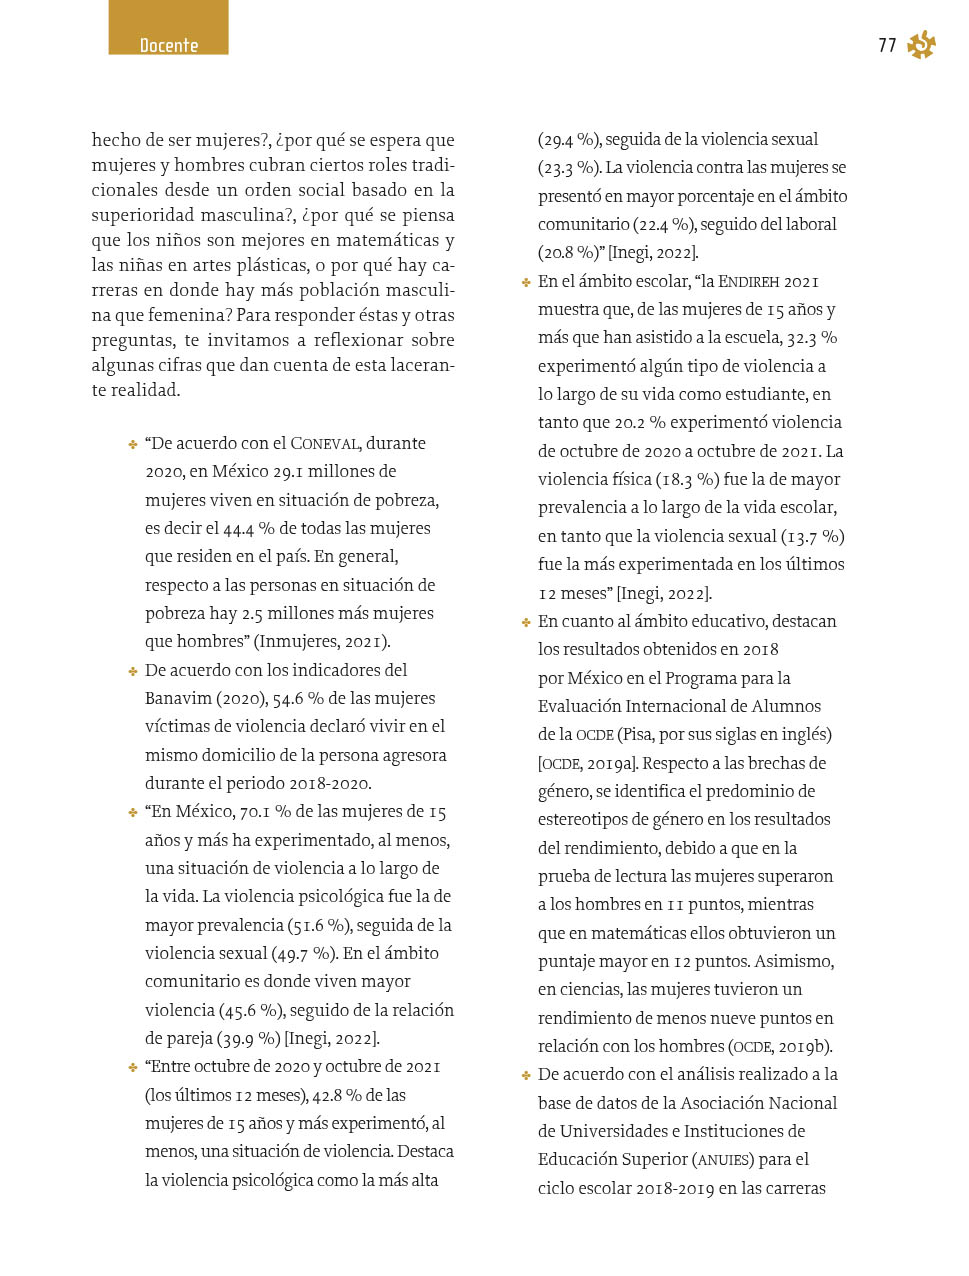 Docente
77
hecho de ser mujeres?, ¿por qué se espera que
mujeres y hombres cubran ciertos roles tradi-
cionales desde un orden social basado en la
superioridad masculina?, ¿por qué se piensa
que los niños son mejores en matemáticas y
las niñas en artes plásticas, o por qué hay ca-
rreras en donde hay más población masculi-
na que femenina? Para responder éstas y otras
preguntas, te invitamos a reflexionar sobre
algunas cifras que dan cuenta de esta laceran-
te realidad.
“De acuerdo con el CONEVAL, durante
2020, en México 29.1 millones de
mujeres viven en situación de pobreza,
es decir el 44.4 % de todas las mujeres
que residen en el país. En general,
respecto a las personas en situación de
pobreza hay 2.5 millones más mujeres
que hombres” (Inmujeres, 2021).
De acuerdo con los indicadores del
Banavim (2020), 54.6 % de las mujeres
víctimas de violencia declaró vivir en el
mismo domicilio de la persona agresora
durante el periodo 2018-2020.
“En México, 70.1 % de las mujeres de 15
años y más ha experimentado, al menos,
una situación de violencia a lo largo de
la vida. La violencia psicológica fue la de
mayor prevalencia (51.6 %), seguida de la
violencia sexual (49.7 %). En el ámbito
comunitario es donde viven mayor
violencia (45.6 %), seguido de la relación
de pareja (39.9 %) [Inegi, 2022].
“Entre octubre de 2020 y octubre de 2021
(los últimos 12 meses), 42.8 % de las
mujeres de 15 años y más experimentó, al
menos, una situación de violencia. Destaca
la violencia psicológica como la más alta
(29.4 %), seguida de la violencia sexual
(23.3 %). La violencia contra las mujeres se
presentó en mayor porcentaje en el ámbito
comunitario (22.4 %), seguido del laboral
(20.8 %)” [Inegi, 2022].
En el ámbito escolar, “la ENDIREH 2021
muestra que, de las mujeres de 15 años y
más que han asistido a la escuela, 32.3 %
experimentó algún tipo de violencia a
lo largo de su vida como estudiante, en
tanto que 20.2 % experimentó violencia
de octubre de 2020 a octubre de 2021. La
violencia física (18.3 %) fue la de mayor
prevalencia a lo largo de la vida escolar,
en tanto que la violencia sexual (13.7 %)
fue la más experimentada en los últimos
12 meses” [Inegi, 2022].
En cuanto al ámbito educativo, destacan
los resultados obtenidos en 2018
por México en el Programa para la
Evaluación Internacional de Alumnos
de la OCDE (Pisa, por sus siglas en inglés)
[OCDE, 2019a]. Respecto a las brechas de
género, se identifica el predominio de
estereotipos de género en los resultados
del rendimiento, debido a que en la
prueba de lectura las mujeres superaron
a los hombres en 11 puntos, mientras
que en matemáticas ellos obtuvieron un
puntaje mayor en 12 puntos. Asimismo,
en ciencias, las mujeres tuvieron un
rendimiento de menos nueve puntos en
relación con los hombres (OCDE, 2019b).
De acuerdo con el análisis realizado a la
base de datos de la Asociación Nacional
de Universidades e Instituciones de
Educación Superior (ANUIES) para el
ciclo escolar 2018-2019 en las carreras